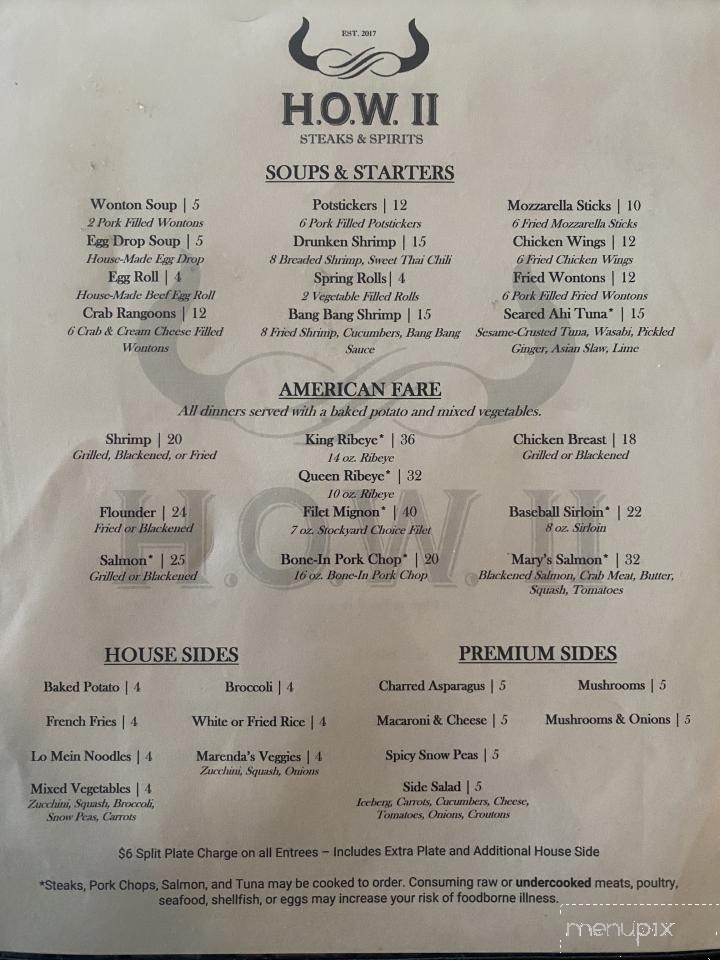 EST. 2017
H.O.W. II
STEAKS & SPIRITS
SOUPS & STARTERS
Wonton Soup | 5
2 Pork Filled Wontons
Egg Drop Soup | 5
House-Made Egg Drop
Egg Roll | 4
House-Made Beef Egg Roll
Crab Rangoons | 12
6 Crab & Cream Cheese Filled
Wontons
Potstickers | 12
6 Pork Filled Potstickers
Drunken Shrimp | 15
8 Breaded Shrimp, Sweet Thai Chili
Spring Rolls| 4
2 Vegetable Filled Rolls
Bang Bang Shrimp | 15
8 Fried Shrimp, Cucumbers, Bang Bang
Sauce
Mozzarella Sticks | 10
6 Fried Mozzarella Sticks
Chicken Wings | 12
6 Fried Chicken Wings
Fried Wontons | 12
6 Pork Filled Fried Wontons
Seared Ahi Tuna* | 15
Sesame-Crusted Tuna, Wasabi, Pickled
Ginger, Asian Slaw, Lime
AMERICAN FARE
All dinners served with a baked potato and mixed vegetables.
Shrimp | 20
Grilled, Blackened, or Fried
Flounder | 24
Fried or Blackened
Salmon* | 25
Grilled or Blackened
King Ribeye* | 36
14 oz. Ribeye
Queen Ribeye* | 32
10 oz. Ribeye
Filet Mignon* | 40
7 oz. Stockyard Choice Filet
Bone-In Pork Chop* | 20
16 oz. Bone-In Pork Chop
Chicken Breast | 18
Grilled or Blackened
Baseball Sirloin* | 22
8 oz. Sirloin
Mary's Salmon* | 32
Blackened Salmon, Crab Meat, Butter,
Squash, Tomatoes
H.O.W. II
HOUSE SIDES
Baked Potato | 4
French Fries | 4
Lo Mein Noodles | 4
Mixed Vegetables | 4
Zucchini, Squash, Broccoli,
Snow Peas, Carrots
Broccoli | 4
White or Fried Rice | 4
Marenda's Veggies | 4
Zucchini, Squash, Onions
PREMIUM SIDES
Charred Asparagus | 5
Macaroni & Cheese | 5
Spicy Snow Peas | 5
Side Salad | 5
Iceberg, Carrots, Cucumbers, Cheese,
Tomatoes, Onions, Croutons
Mushrooms | 5
Mushrooms & Onions | 5
$6 Split Plate Charge on all Entrees – Includes Extra Plate and Additional House Side
*Steaks, Pork Chops, Salmon, and Tuna may be cooked to order. Consuming raw or undercooked meats, poultry,
seafood, shellfish, or eggs may increase your risk of foodborne illness.
menupix